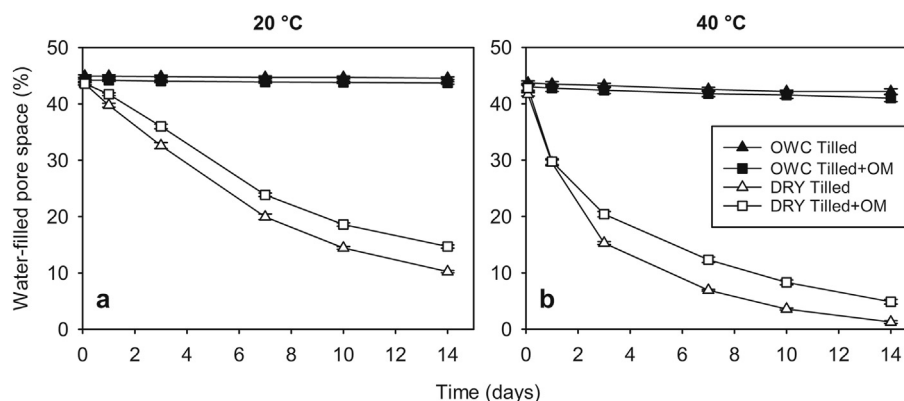 20 °C
40 °C
Water-filled pore space (%)
50
40
30
20
10
0
a
0 2 4 6 8 10 12 14
50
40
30
20
10
0
b
OWC Tilled
OWC Tilled+OM
DRY Tilled
DRY Tilled+OM
0 2 4 6 8 10 12 14
Time (days)